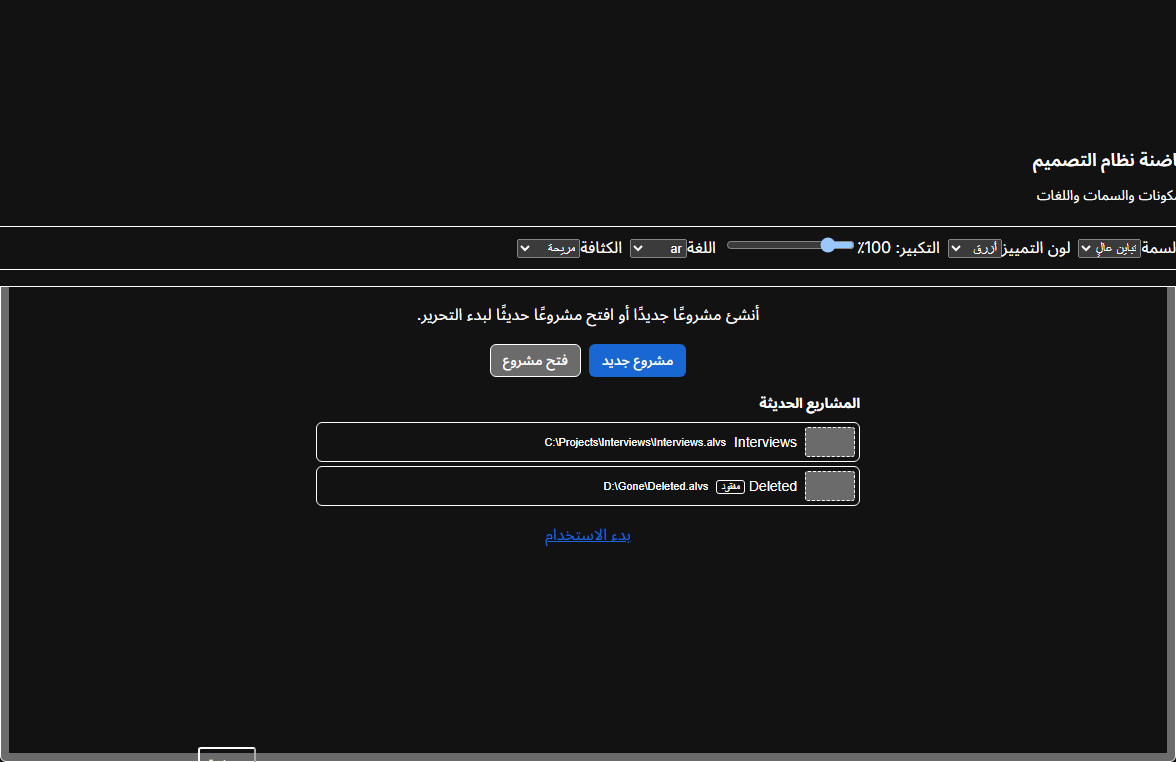 اضنة نظام التصميم
كونات والسمات واللغات
لسمة تباين عالٍ لون التمييز أزرق التكبير: 100٪ اللغة ar الكثافة مريحة
أنشئ مشروعًا جديدًا أو افتح مشروعًا حديثًا لبدء التحرير.
مشروع جديد فتح مشروع
المشاريع الحديثة
Interviews C:\Projects\Interviews\Interviews.alvs
Deleted مفقود D:\Gone\Deleted.alvs
بدء الاستخدام